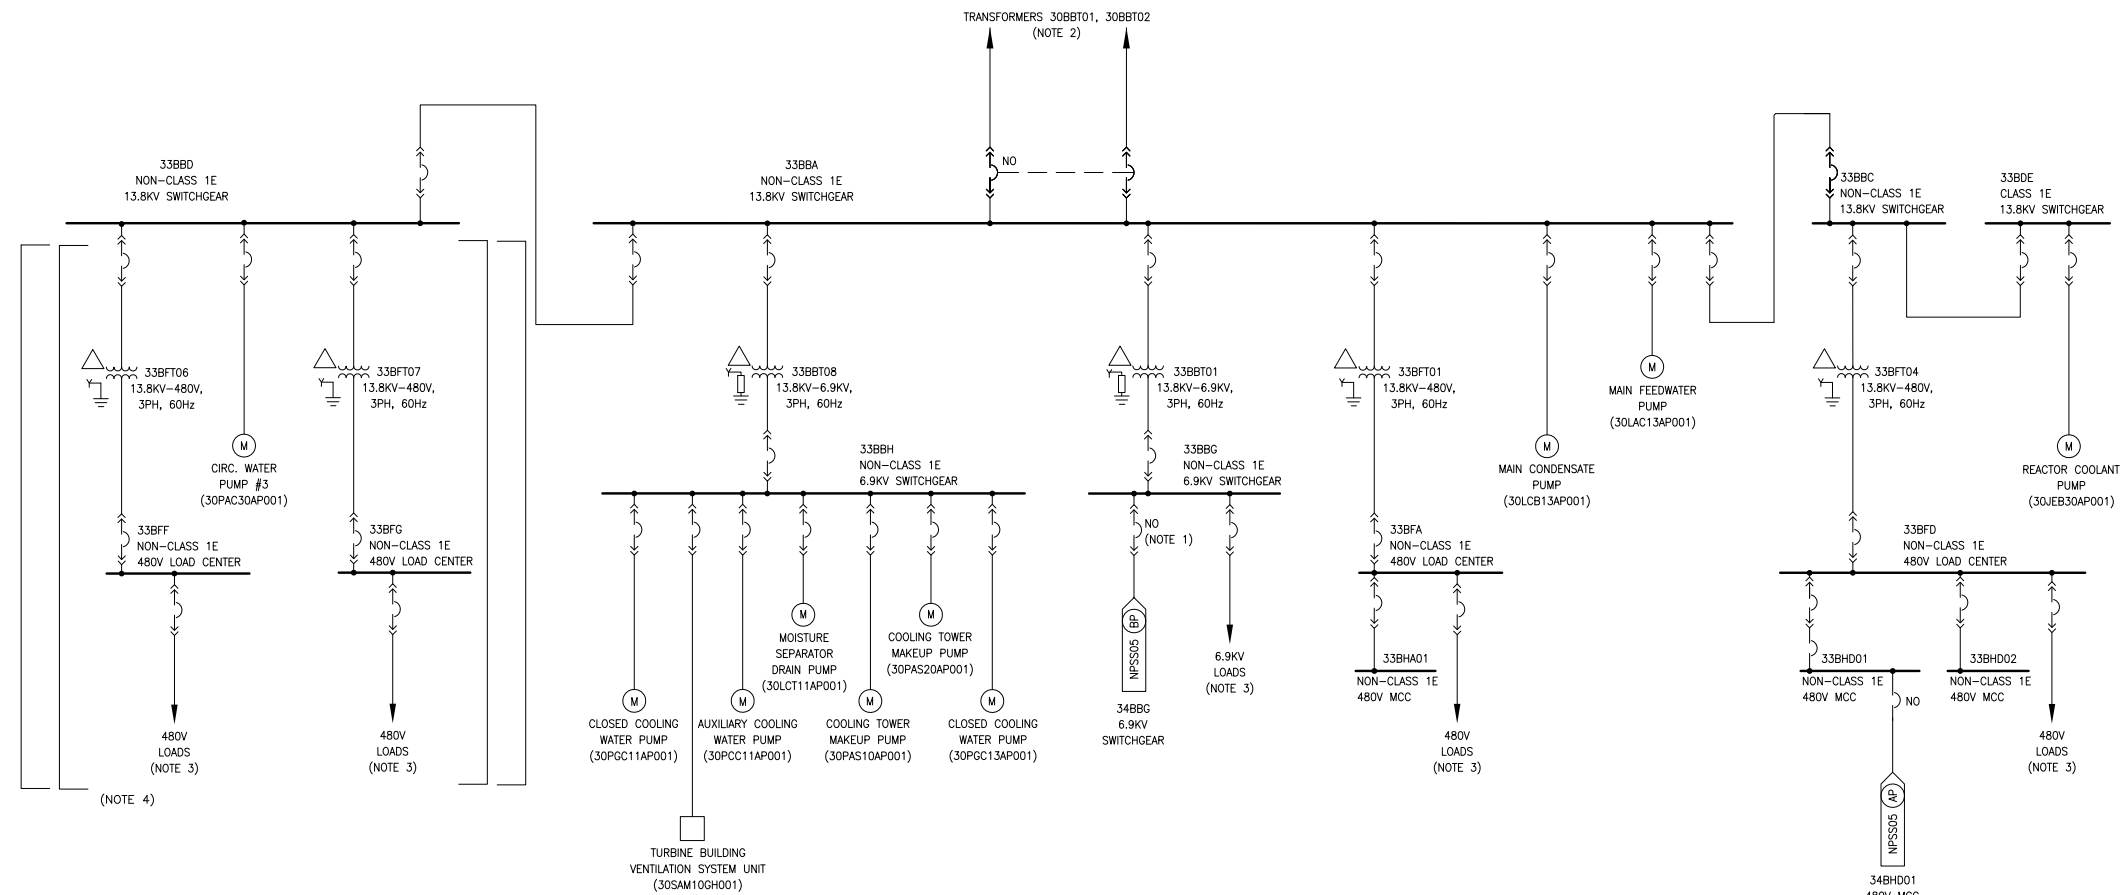 TRANSFORMERS 30BBT01, 30BBT02
(NOTE 2)
NO
33BBD
NON-CLASS 1E
13.8KV SWITCHGEAR
33BBA
NON-CLASS 1E
13.8KV SWITCHGEAR
33BBC
NON-CLASS 1E
13.8KV SWITCHGEAR
33BDE
CLASS 1E
13.8KV SWITCHGEAR
33BFT06
13.8KV-480V,
3PH, 60Hz
33BFT07
13.8KV-480V,
3PH, 60Hz
33BBT08
13.8KV-6.9KV,
3PH, 60Hz
33BBT01
13.8KV-6.9KV,
3PH, 60Hz
33BFT01
13.8KV-480V,
3PH, 60Hz
33BFT04
13.8KV-480V,
3PH, 60Hz
M
MAIN FEEDWATER
PUMP
(30LAC13AP001)
M
CIRC. WATER
PUMP #3
(30PAC30AP001)
M
MAIN CONDENSATE
PUMP
(30LCB13AP001)
M
REACTOR COOLANT
PUMP
(30JEB30AP001)
33BBH
NON-CLASS 1E
6.9KV SWITCHGEAR
33BBG
NON-CLASS 1E
6.9KV SWITCHGEAR
33BFF
NON-CLASS 1E
480V LOAD CENTER
33BFG
NON-CLASS 1E
480V LOAD CENTER
NO
(NOTE 1)
33BFA
NON-CLASS 1E
480V LOAD CENTER
33BFD
NON-CLASS 1E
480V LOAD CENTER
M
MOISTURE
SEPARATOR
DRAIN PUMP
(30LCT11AP001)
M
COOLING TOWER
MAKEUP PUMP
(30PAS20AP001)
NPSS05 BP
34BBG
6.9KV
SWITCHGEAR
6.9KV
LOADS
(NOTE 3)
33BHA01
NON-CLASS 1E
480V MCC
33BHD01
NON-CLASS 1E
480V MCC
33BHD02
NON-CLASS 1E
480V MCC
NO
480V
LOADS
(NOTE 3)
480V
LOADS
(NOTE 3)
M
CLOSED COOLING
WATER PUMP
(30PGC11AP001)
M
AUXILIARY COOLING
WATER PUMP
(30PCC11AP001)
M
COOLING TOWER
MAKEUP PUMP
(30PAS10AP001)
M
CLOSED COOLING
WATER PUMP
(30PGC13AP001)
480V
LOADS
(NOTE 3)
480V
LOADS
(NOTE 3)
(NOTE 4)
NPSS05 AP
TURBINE BUILDING
VENTILATION SYSTEM UNIT
(30SAM10GH001)
34BHD01
480V MCC